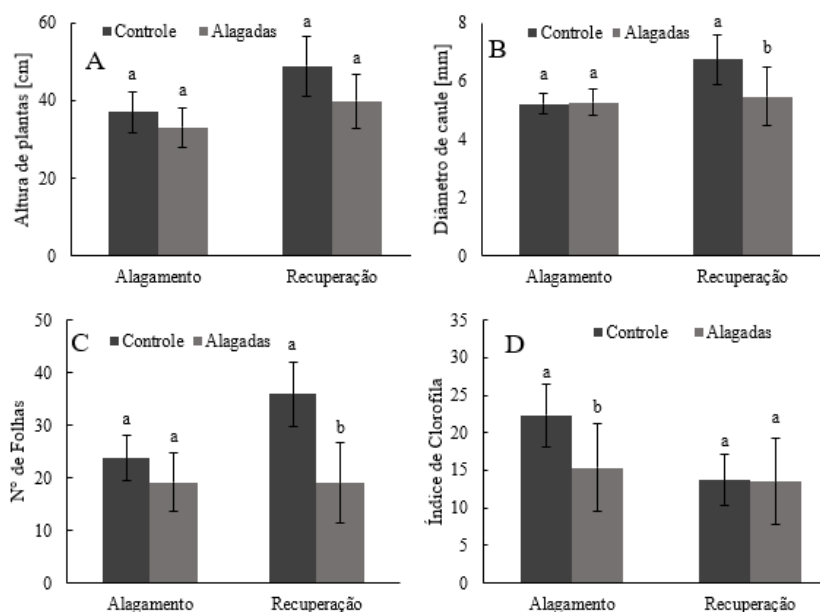 A
Controle Alagadas
Altura de plantas [cm]
60
40
20
0
a a a a
Alagamento Recuperação
B
Controle Alagadas
Diâmetro de caule [mm]
8
6
4
2
0
a a a b
Alagamento Recuperação
C
Controle Alagadas
Nº de Folhas
50
40
30
20
10
0
a a a b
Alagamento Recuperação
D
Controle Alagadas
Índice de Clorofila
35
30
25
20
15
10
5
0
a b a a
Alagamento Recuperação